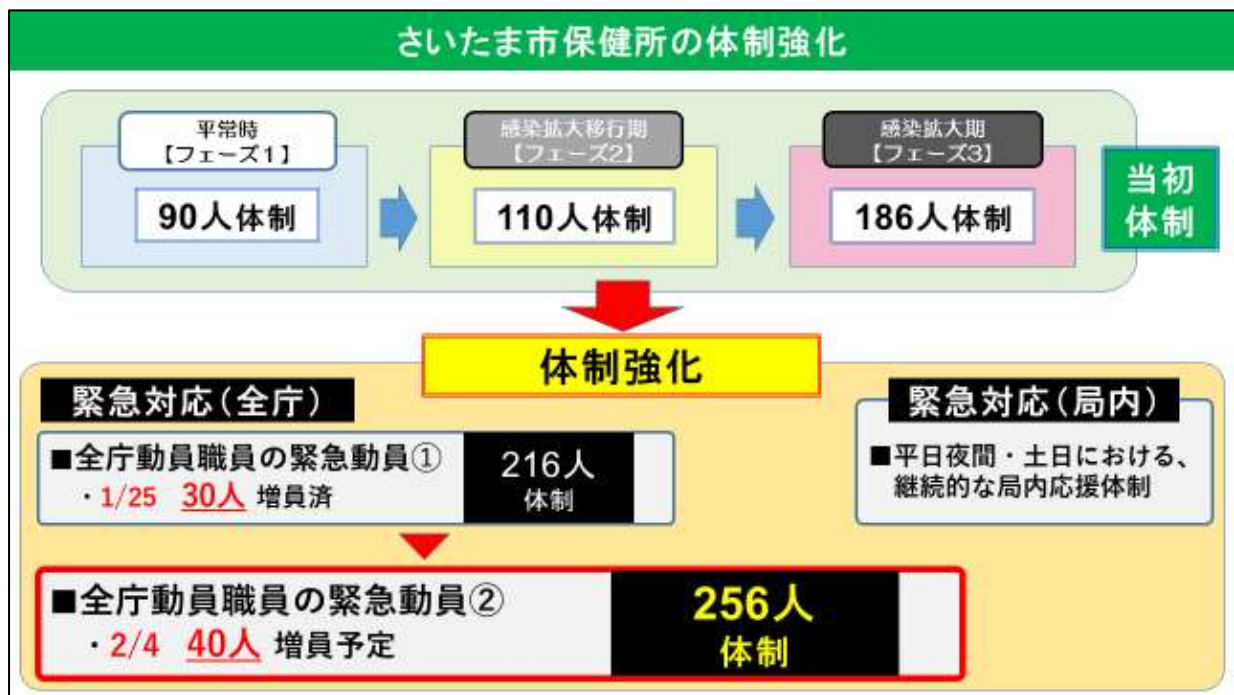 さいたま市保健所の体制強化
平常時
【フェーズ1】
90人体制
感染拡大移行期
【フェーズ2】
110人体制
感染拡大期
【フェーズ3】
186人体制
当初
体制
体制強化
緊急対応(全庁)
■全庁動員職員の緊急動員①
・1/25 30人 増員済
216人
体制
■全庁動員職員の緊急動員②
・2/4 40人 増員予定
256人
体制
緊急対応(局内)
■平日夜間・土日における、
継続的な局内応援体制